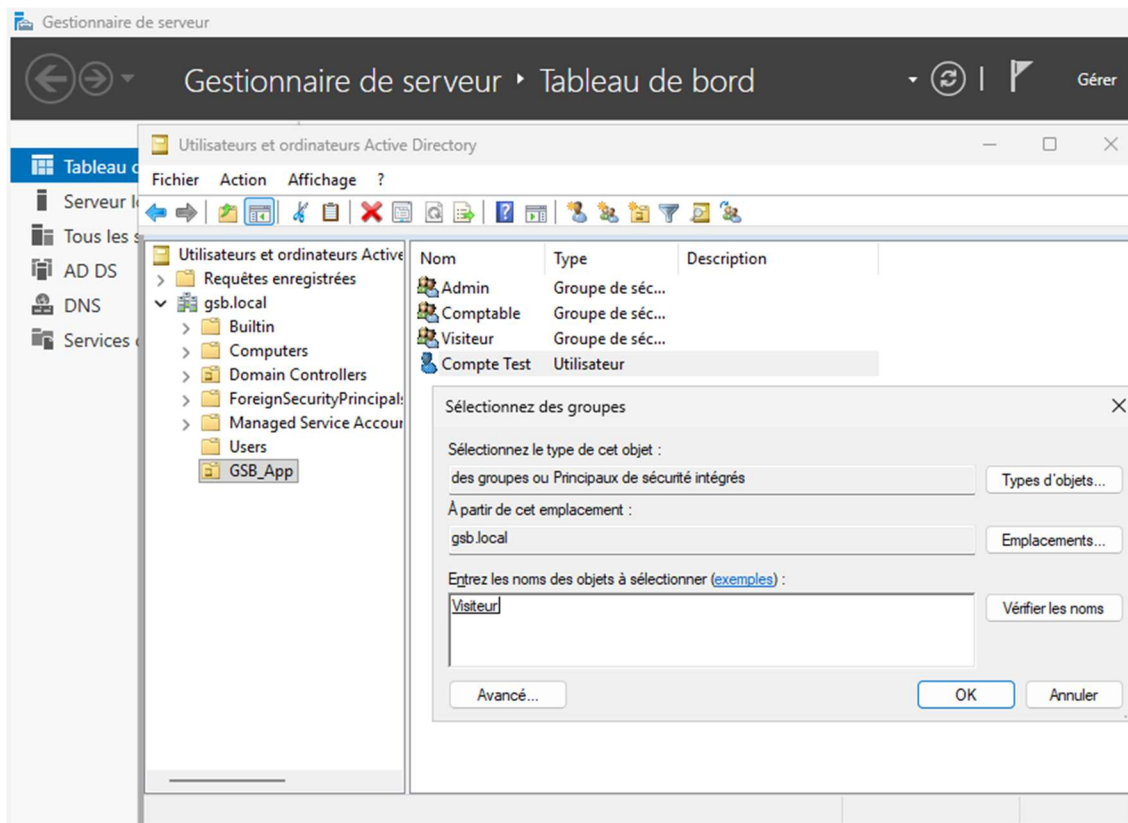 Gestionnaire de serveur
Gestionnaire de serveur ‣ Tableau de bord
Gérer
Utilisateurs et ordinateurs Active Directory
Fichier Action Affichage ?
Tableau d
Serveur l
Tous les s
AD DS
DNS
Services
Utilisateurs et ordinateurs Active
Requêtes enregistrées
gsb.local
Builtin
Computers
Domain Controllers
ForeignSecurityPrincipal
Managed Service Accour
Users
GSB_App
Nom Type Description
Admin Groupe de séc...
Comptable Groupe de séc...
Visiteur Groupe de séc...
Compte Test Utilisateur
Sélectionnez des groupes
Sélectionnez le type de cet objet :
des groupes ou Principaux de sécurité intégrés
Types d'objets...
À partir de cet emplacement :
gsb.local
Emplacements...
Entrez les noms des objets à sélectionner (exemples) :
Visiteur
Vérifier les noms
Avancé...
OK
Annuler